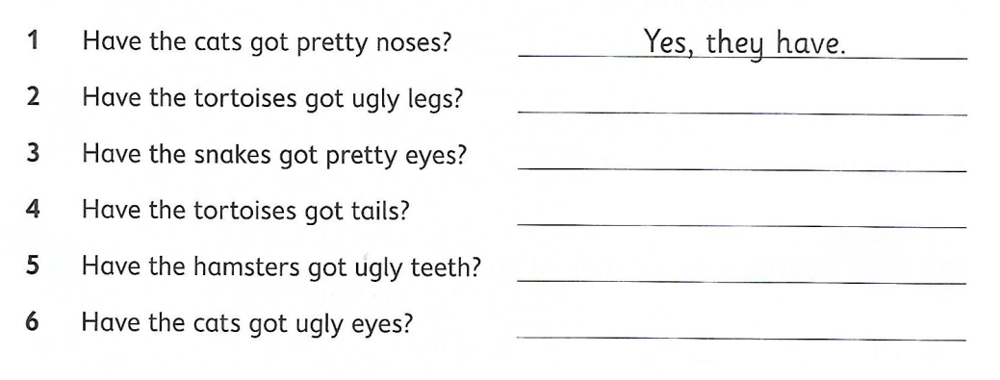 1 Have the cats got pretty noses? Yes, they have.
2 Have the tortoises got ugly legs?
3 Have the snakes got pretty eyes?
4 Have the tortoises got tails?
5 Have the hamsters got ugly teeth?
6 Have the cats got ugly eyes?